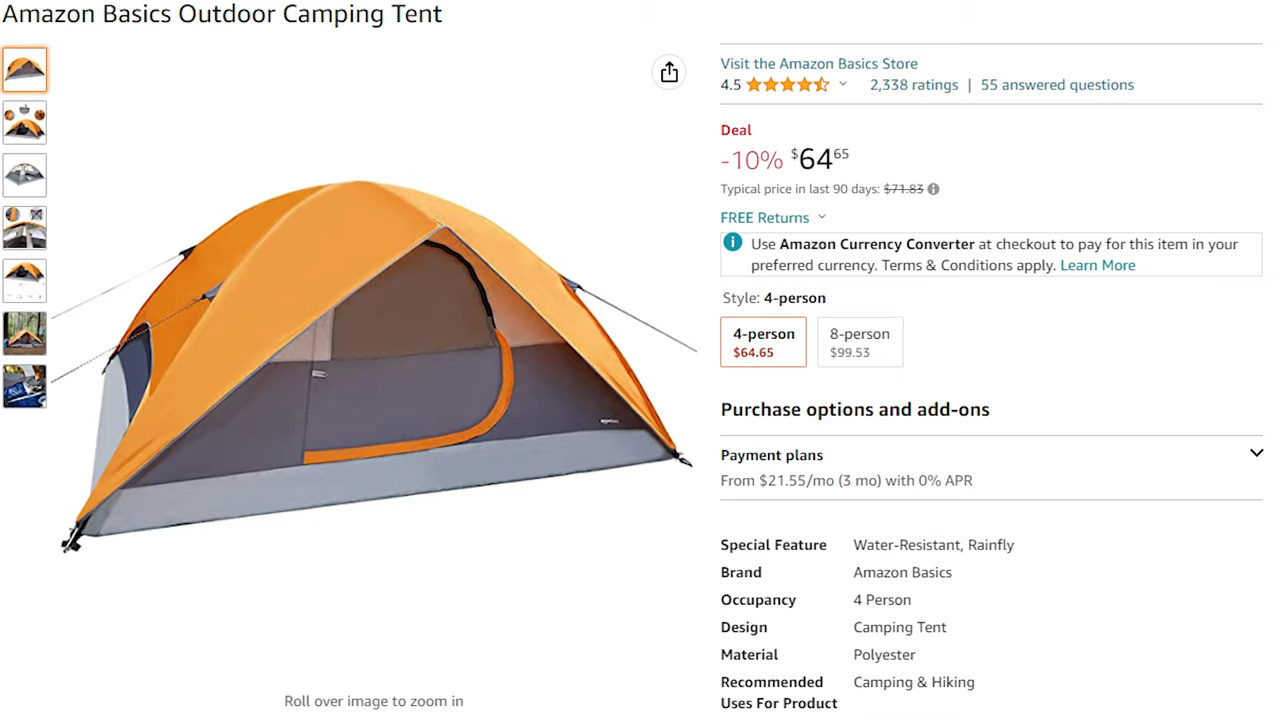 Amazon Basics Outdoor Camping Tent
Visit the Amazon Basics Store
4.5
2,338 ratings | 55 answered questions
Deal
-10% $64 65
Typical price in last 90 days: $71.83
FREE Returns
Use Amazon Currency Converter at checkout to pay for this item in your
preferred currency. Terms & Conditions apply. Learn More
Style: 4-person
4-person 8-person
$64.65 $99.53
Purchase options and add-ons
Payment plans
From $21.55/mo (3 mo) with 0% APR
Special Feature Water-Resistant, Rainfly
Brand Amazon Basics
Occupancy 4 Person
Design Camping Tent
Material Polyester
Recommended Camping & Hiking
Uses For Product
Roll over image to zoom in